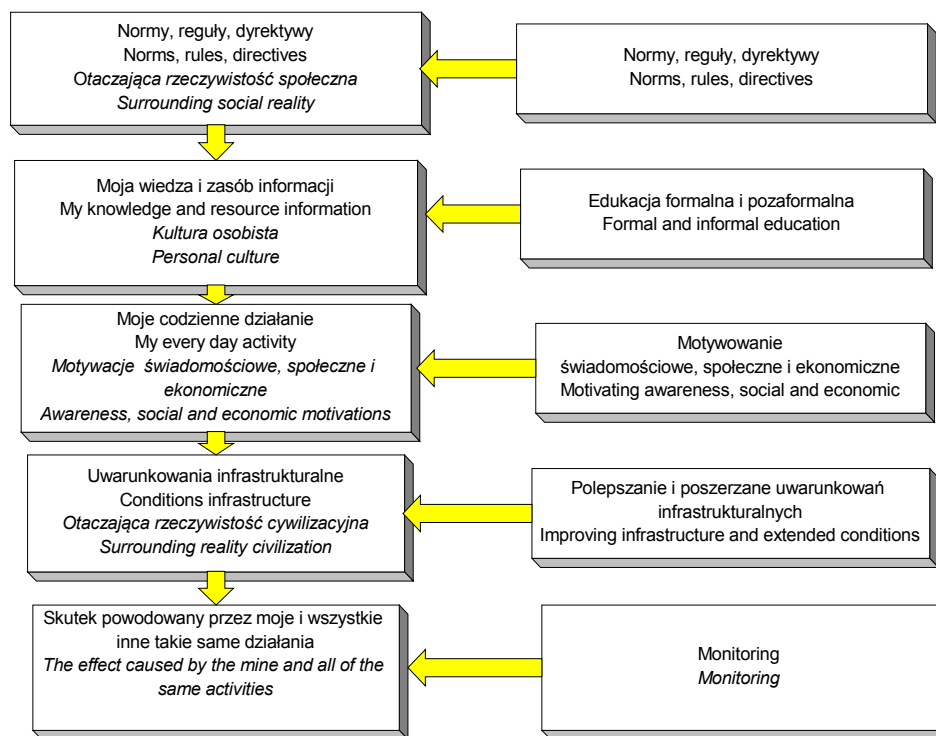 Normy, reguły, dyrektywy
Norms, rules, directives
Otaczająca rzeczywistość społeczna
Surrounding social reality
Normy, reguły, dyrektywy
Norms, rules, directives
Moja wiedza i zasób informacji
My knowledge and resource information
Kultura osobista
Personal culture
Edukacja formalna i pozaformalna
Formal and informal education
Moje codzienne działanie
My every day activity
Motywacje świadomościowe, społeczne i
ekonomiczne
Awareness, social and economic motivations
Motywowanie
świadomościowe, społeczne i ekonomiczne
Motivating awareness, social and economic
Uwarunkowania infrastrukturalne
Conditions infrastructure
Otaczająca rzeczywistość cywilizacyjna
Surrounding reality civilization
Polepszanie i poszerzane uwarunkowań
infrastrukturalnych
Improving infrastructure and extended conditions
Skutek powodowany przez moje i wszystkie
inne takie same działania
The effect caused by the mine and all of the
same activities
Monitoring
Monitoring